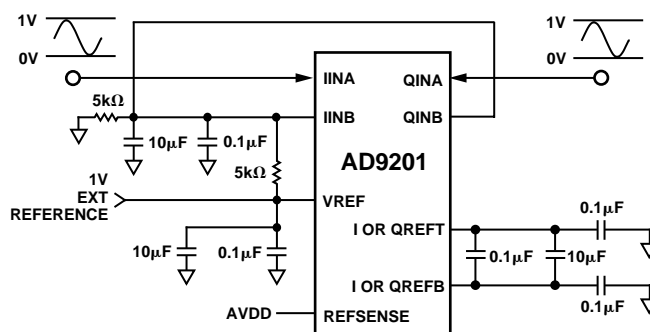 1V
0V
1V
0V
IINA
QINA
5kΩ
IINB
QINB
10μF
0.1μF
AD9201
5kΩ
1V
EXT
REFERENCE
VREF
0.1μF
I OR QREFT
10μF
0.1μF
0.1μF
10μF
I OR QREFB
0.1μF
AVDD
REFSENSE